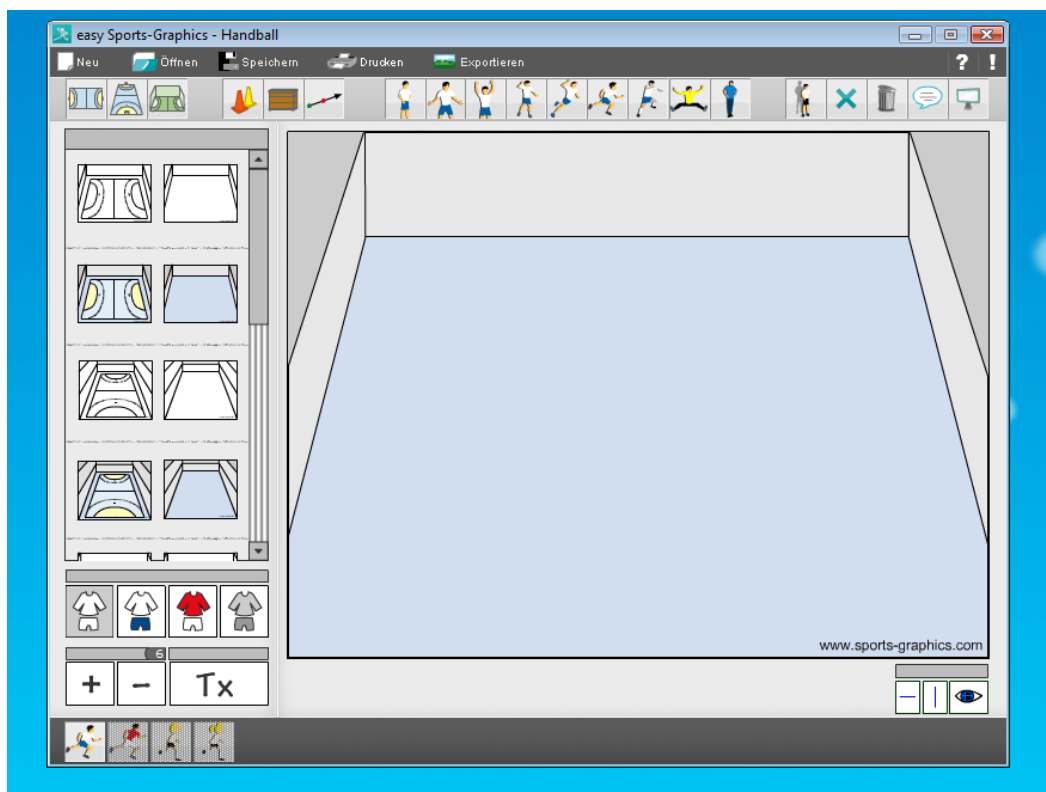 easy Sports-Graphics - Handball
Neu Öffnen Speichern Drucken Exportieren ? !
www.sports-graphics.com
6
+ - Tx